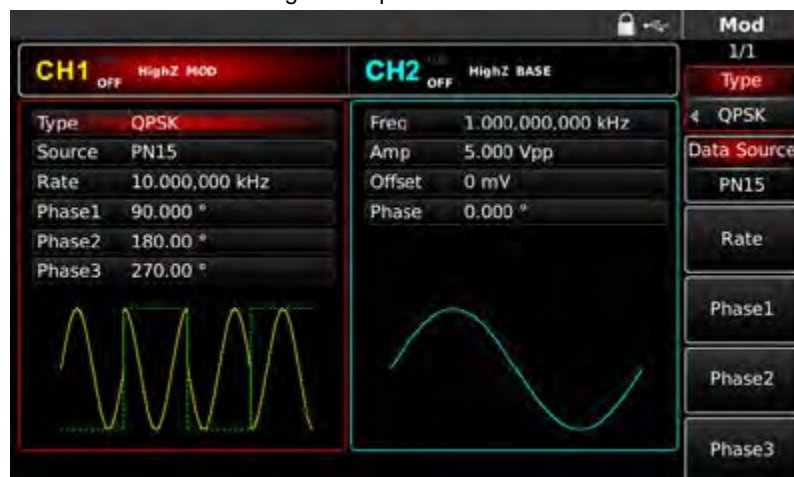 Mod
1/1
CH1 OFF HighZ MOD
CH2 OFF HighZ BASE
Type
QPSK
Type QPSK
Source PN15
Rate 10.000,000 kHz
Phase1 90.000 °
Phase2 180.00 °
Phase3 270.00 °
Freq 1.000,000,000 kHz
Amp 5.000 Vpp
Offset 0 mV
Phase 0.000 °
Data Source
PN15
Rate
Phase1
Phase2
Phase3